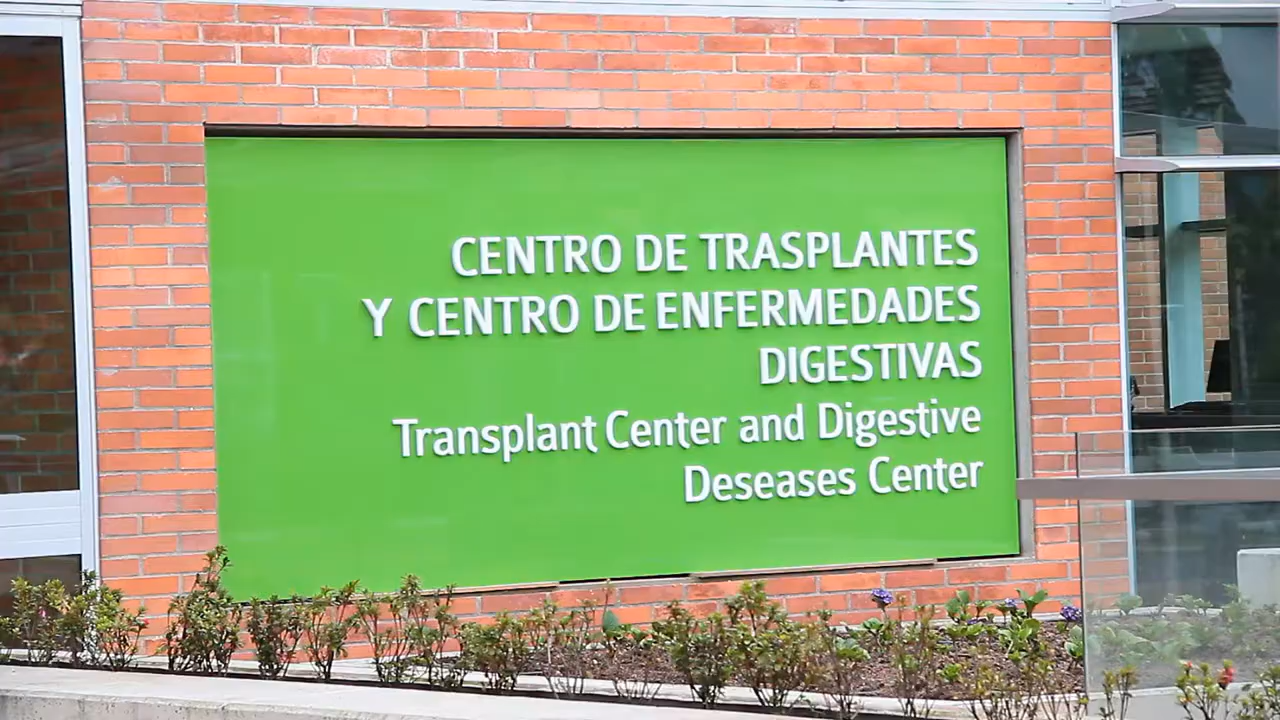 CENTRO DE TRASPLANTES
Y CENTRO DE ENFERMEDADES
DIGESTIVAS
Transplant Center and Digestive
Deseases Center